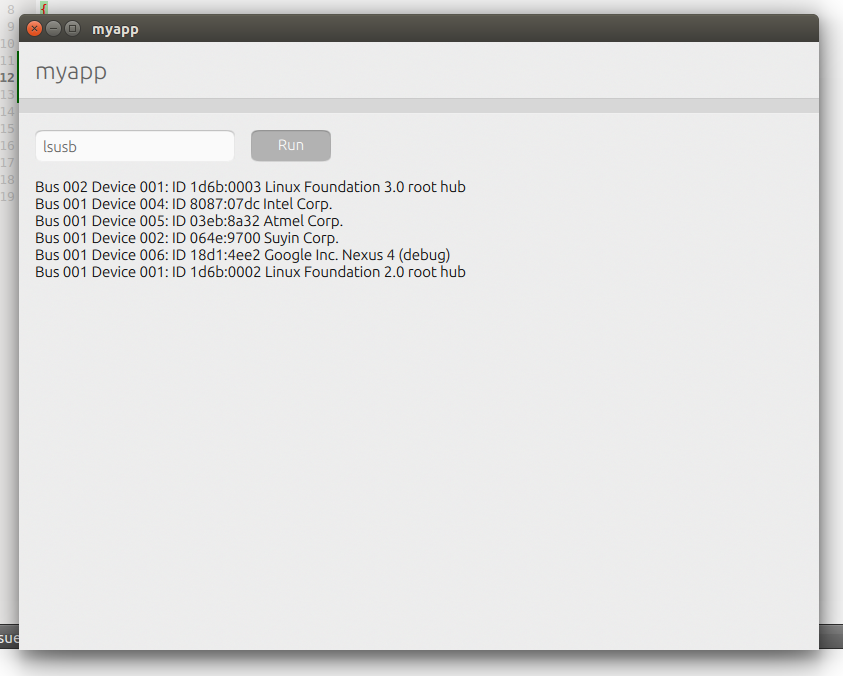 8 {
9
myapp
10
11
myapp
12
13
14
15
lsusb Run
16
17
18
Bus 002 Device 001: ID 1d6b:0003 Linux Foundation 3.0 root hub
19
Bus 001 Device 004: ID 8087:07dc Intel Corp.
Bus 001 Device 005: ID 03eb:8a32 Atmel Corp.
Bus 001 Device 002: ID 064e:9700 Suyin Corp.
Bus 001 Device 006: ID 18d1:4ee2 Google Inc. Nexus 4 (debug)
Bus 001 Device 001: ID 1d6b:0002 Linux Foundation 2.0 root hub
sue